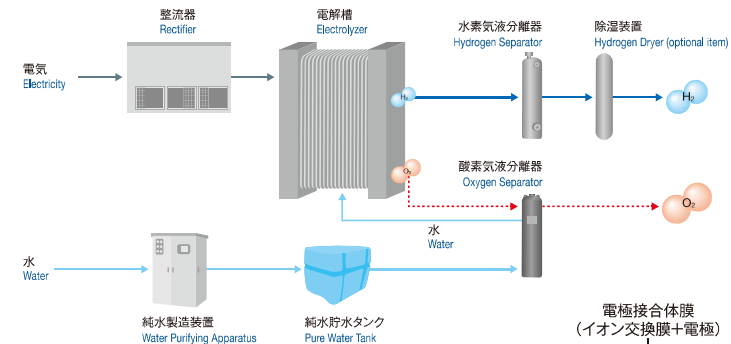 整流器
Rectifier
電解槽
Electrolyzer
水素気液分離器
Hydrogen Separator
除湿装置
Hydrogen Dryer (optional item)
電気
Electricity
H2
H2
酸素気液分離器
Oxygen Separator
O2
O2
水
Water
水
Water
純水製造装置
Water Purifying Apparatus
純水貯水タンク
Pure Water Tank
電極接合体膜
（イオン交換膜＋電極）